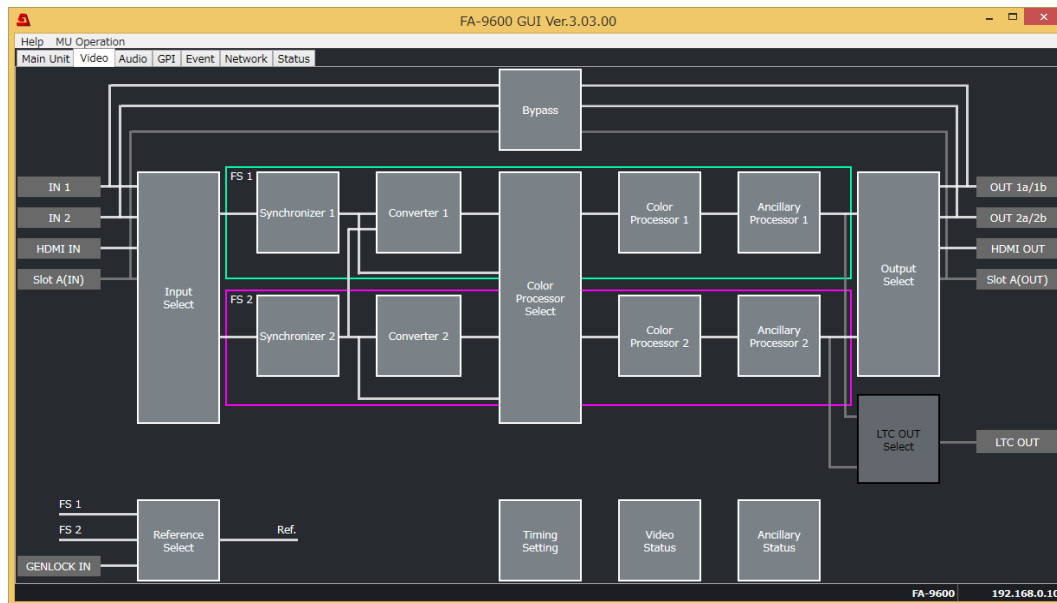 FA-9600 GUI Ver.3.03.00
Help MU Operation
Main Unit Video Audio GPI Event Network Status
Bypass
IN 1
IN 2
HDMI IN
Slot A(IN)
Input
Select
FS 1
Synchronizer 1
Converter 1
FS 2
Synchronizer 2
Converter 2
Color
Processor
Select
Color
Processor 1
Ancillary
Processor 1
Color
Processor 2
Ancillary
Processor 2
Output
Select
OUT 1a/1b
OUT 2a/2b
HDMI OUT
Slot A(OUT)
LTC OUT
Select
LTC OUT
FS 1
FS 2
GENLOCK IN
Reference
Select
Ref.
Timing
Setting
Video
Status
Ancillary
Status
FA-9600